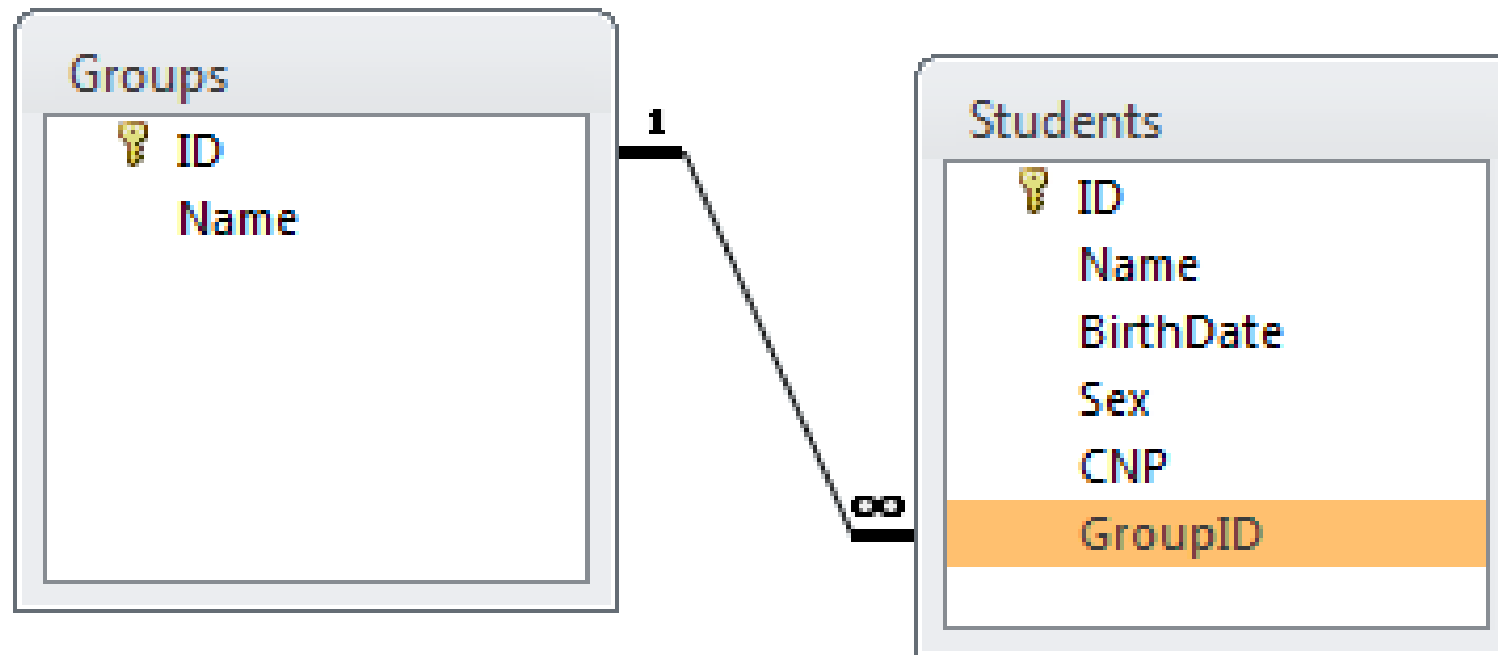 Groups
ID
Name
1
∞
Students
ID
Name
BirthDate
Sex
CNP
GroupID